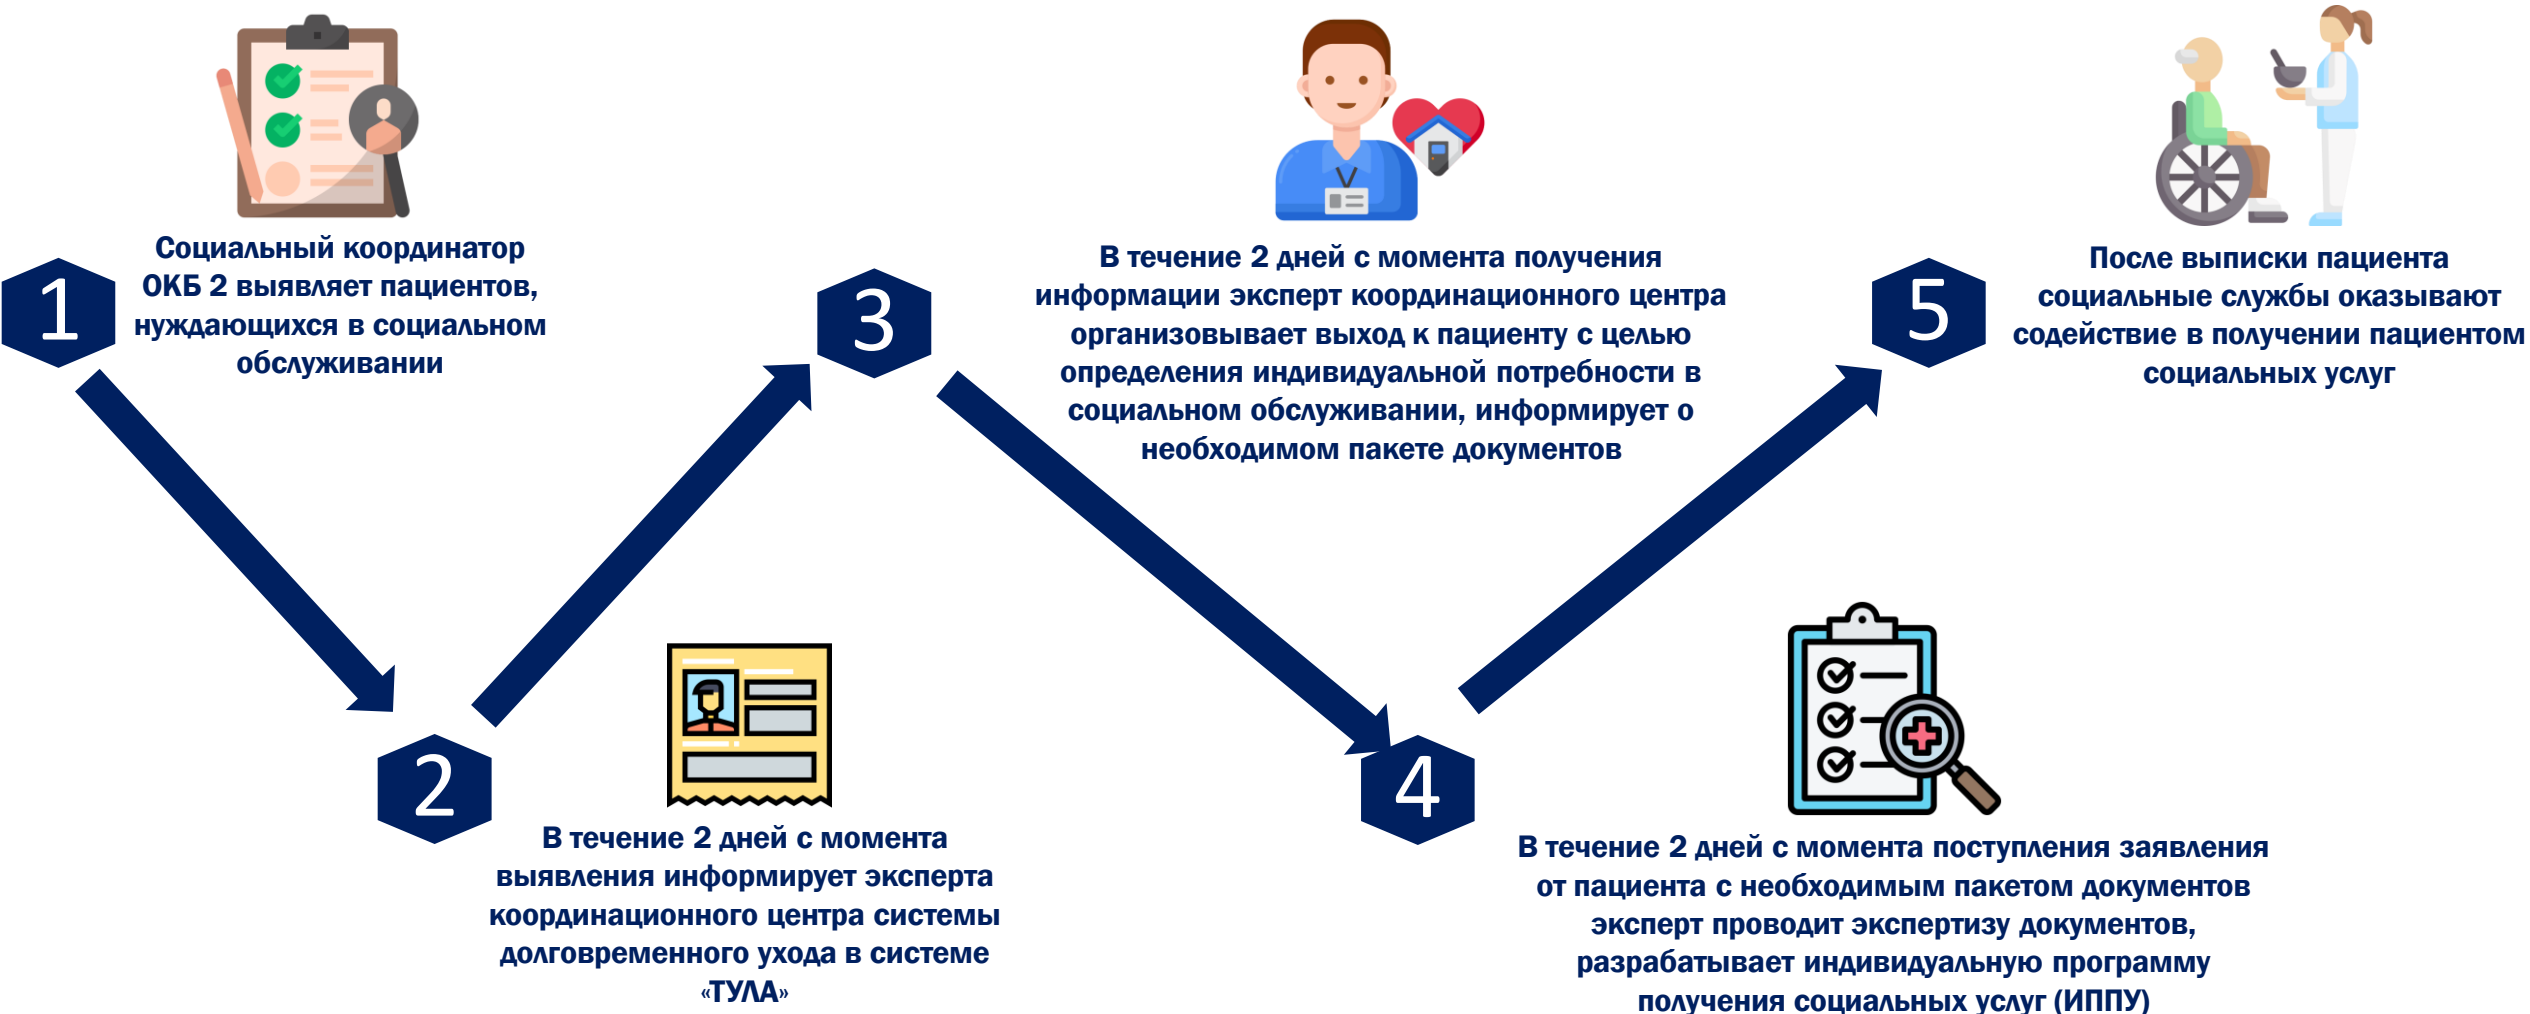 1
Социальный координатор
ОКБ 2 выявляет пациентов,
нуждающихся в социальном
обслуживании
2
В течение 2 дней с момента
выявления информирует эксперта
координационного центра системы
долговременного ухода в системе
«ТУЛА»
3
В течение 2 дней с момента получения
информации эксперт координационного центра
организовывает выход к пациенту с целью
определения индивидуальной потребности в
социальном обслуживании, информирует о
необходимом пакете документов
4
В течение 2 дней с момента поступления заявления
от пациента с необходимым пакетом документов
эксперт проводит экспертизу документов,
разрабатывает индивидуальную программу
получения социальных услуг (ИППУ)
5
После выписки пациента
социальные службы оказывают
содействие в получении пациентом
социальных услуг